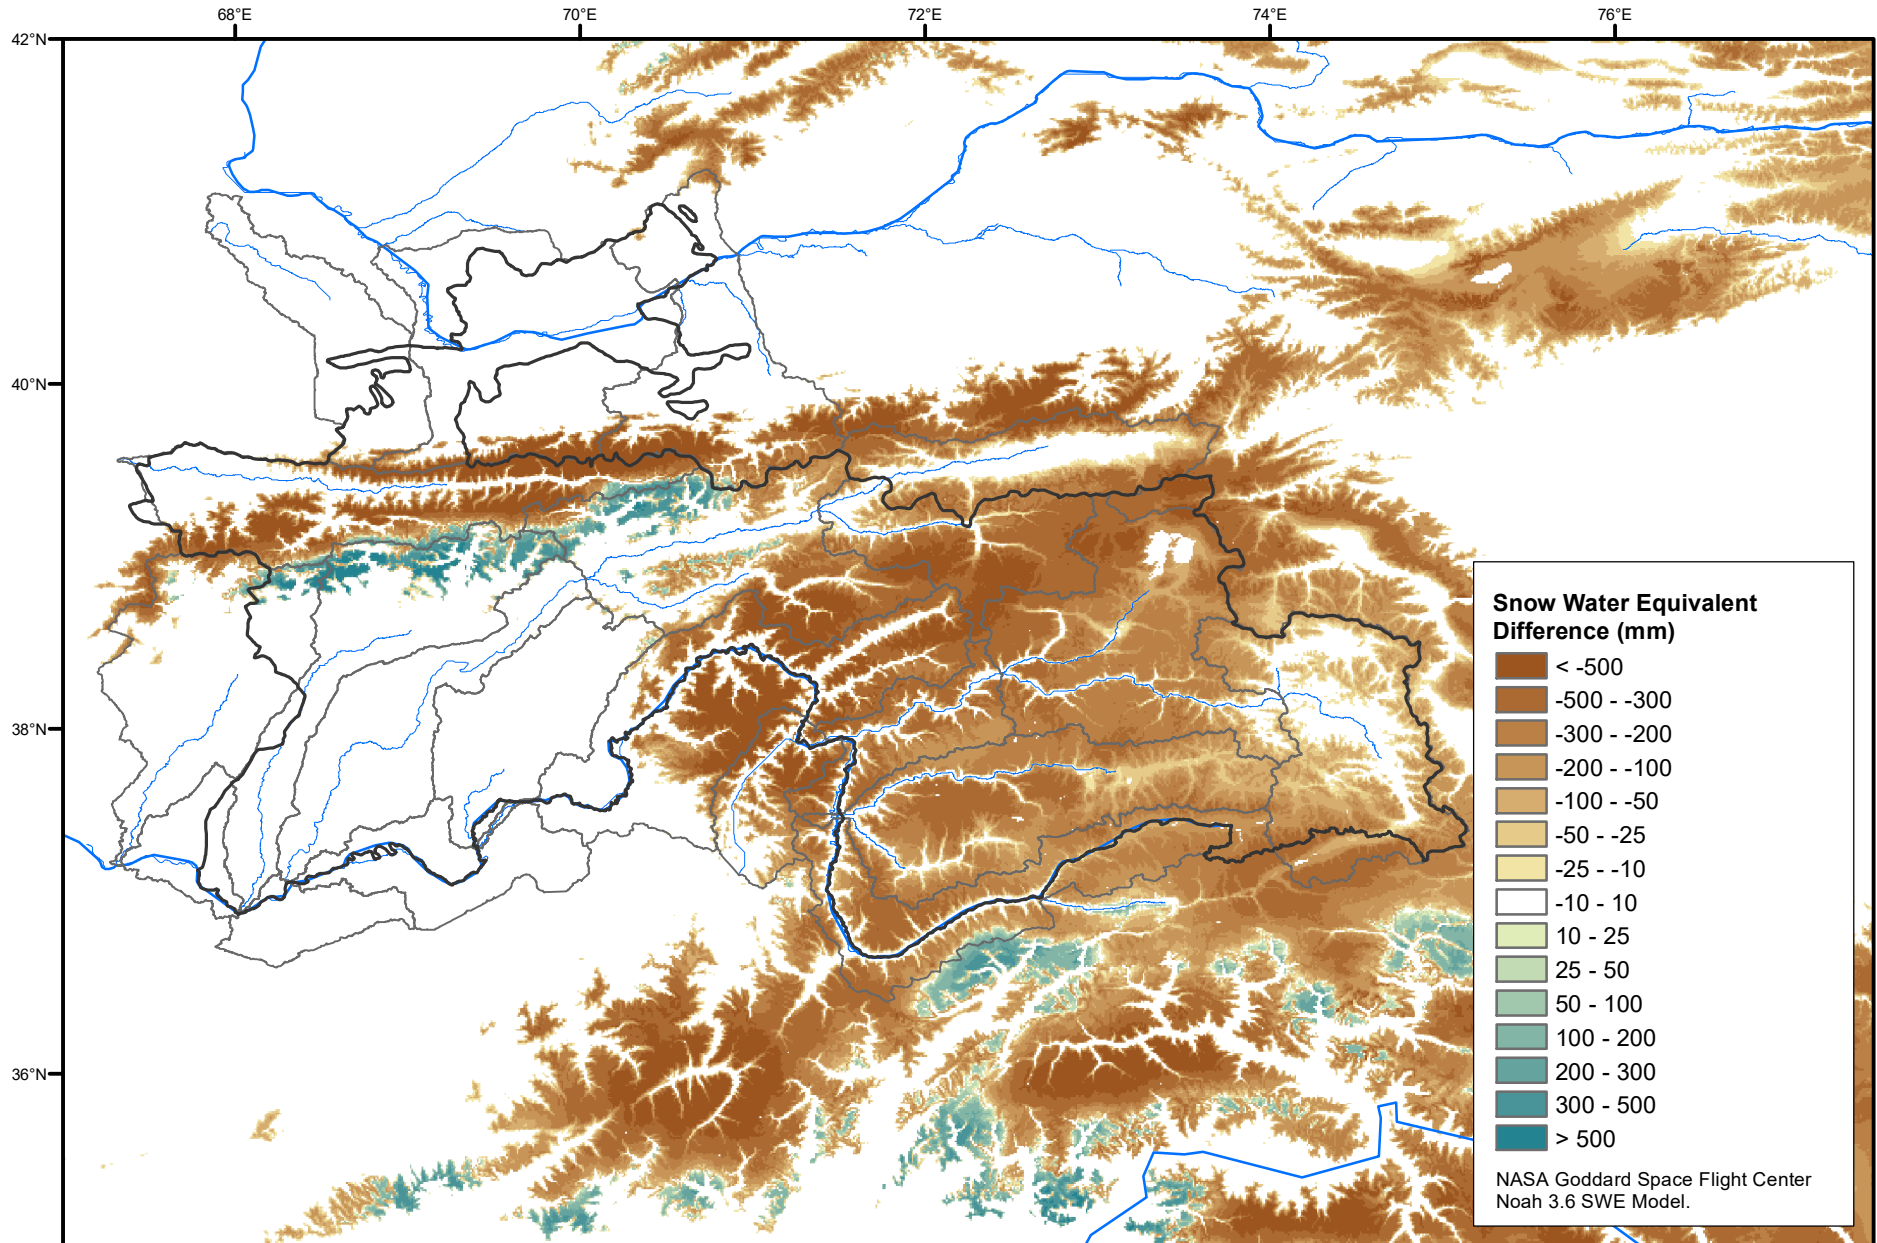 68°E 70°E 72°E 74°E 76°E
42°N
40°N
38°N
36°N
Snow Water Equivalent
Difference (mm)
< -500
-500 - -300
-300 - -200
-200 - -100
-100 - -50
-50 - -25
-25 - -10
-10 - 10
10 - 25
25 - 50
50 - 100
100 - 200
200 - 300
300 - 500
> 500
NASA Goddard Space Flight Center
Noah 3.6 SWE Model.